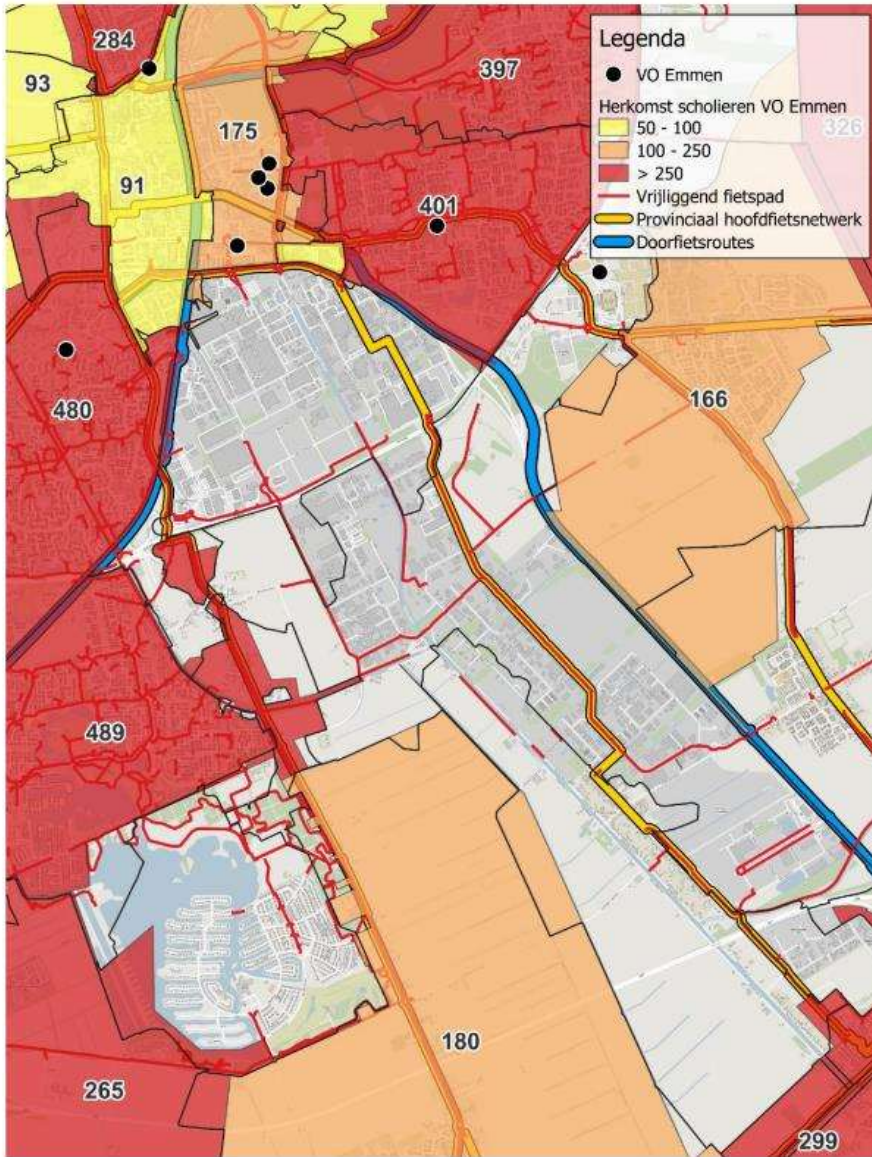 Legenda
VO Emmen
Herkomst scholieren VO Emmen
50 - 100
100 - 250
> 250
Vrijliggend fietspad
Provinciaal hoofdfietsnetwerk
Doorfietsroutes
284
93
397
175
326
91
401
480
166
489
180
265
299